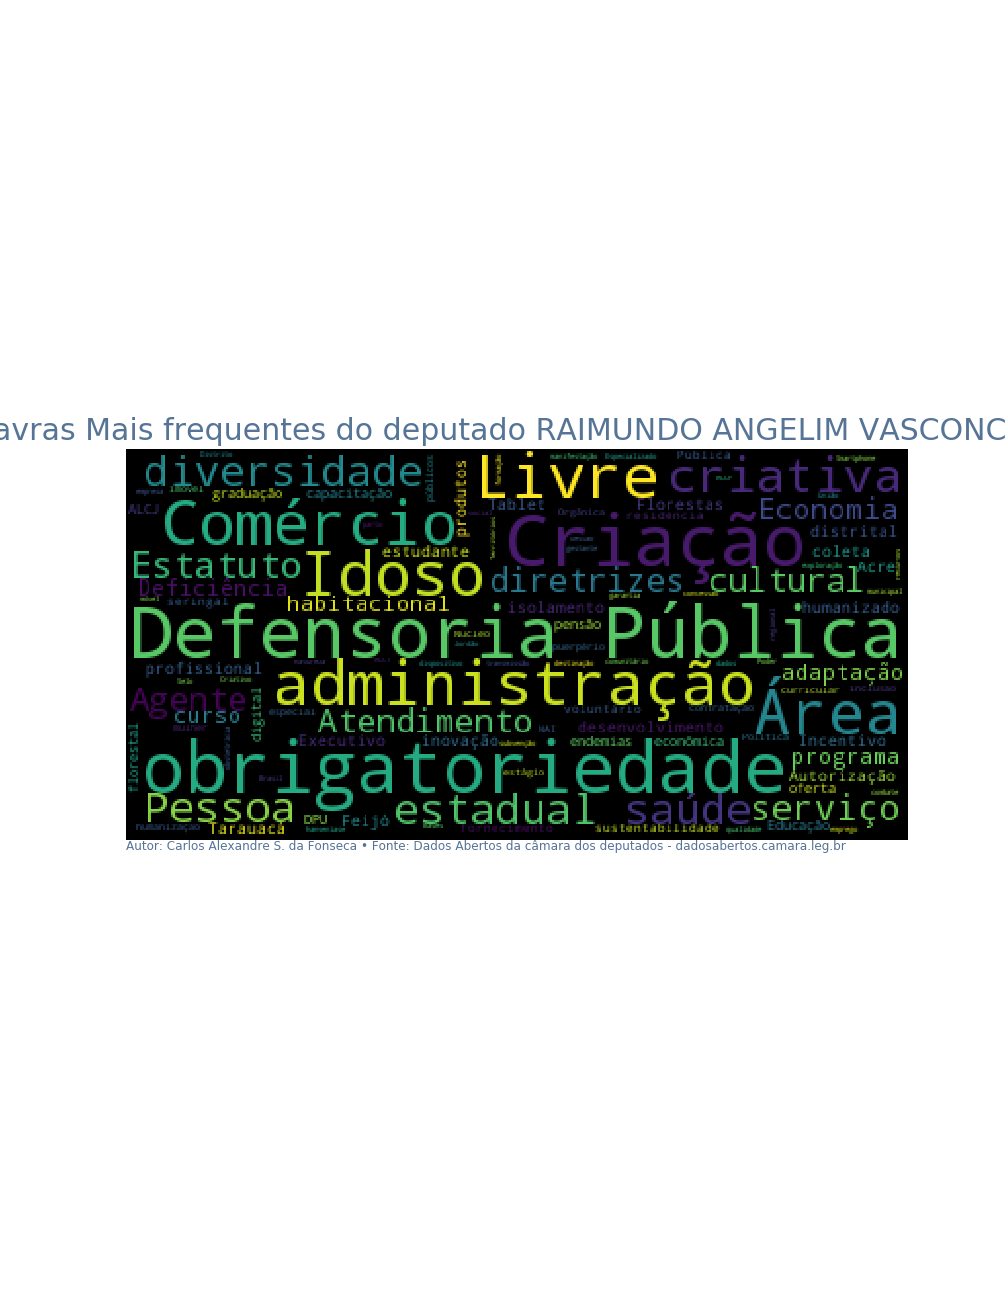 avras Mais frequentes do deputado RAIMUNDO ANGELIM VASCONC
diversidade
Livre
criativa
graduação
capacitação
públicos
produtos
Tablet
Florestas
Economia
ALCJ
Comércio
Criação
distrital
Estatuto
Idoso
estudante
coleta
Acre
Deficiência
diretrizes
cultural
seringal
habitacional
isolamento
humanizado
Defensoria Pública
Núcleo
pensão
puerpério
profissional
administração
adaptação
Agente
curso
digital
especial
Atendimento
voluntário
contratação
Área
desenvolvimento
florestal
Executivo
inovação
endemias
econômica
Política
Incentivo
obrigatoriedade
estágio
programa
Autorização
oferta
Pessoa
estadual
saúde
serviço
humanização
Tarauacá
DPU
Feijó
fornecimento
sustentabilidade
qualidade
Educação
emprego
Autor: Carlos Alexandre S. da Fonseca • Fonte: Dados Abertos da câmara dos deputados - dadosabertos.camara.leg.br